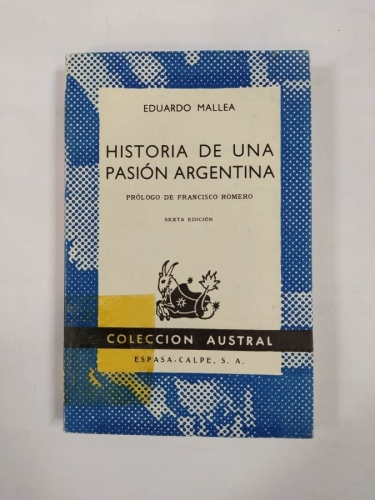 EDUARDO MALLEA
HISTORIA DE UNA
PASIÓN ARGENTINA
PRÓLOGO DE FRANCISCO ROMERO
SEXTA EDICIÓN
COLECCION AUSTRAL
ESPASA-CALPE, S. A.